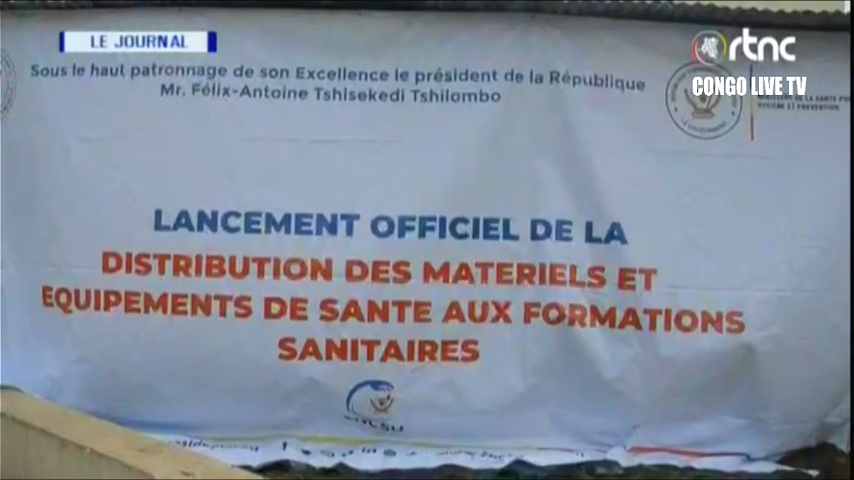 LE JOURNAL
rtnc
CONGO LIVE TV
Sous le haut patronnage de son Excellence le président de la République
Mr. Félix-Antoine Tshisekedi Tshilombo
LANCEMENT OFFICIEL DE LA
DISTRIBUTION DES MATERIELS ET
EQUIPEMENTS DE SANTE AUX FORMATIONS
SANITAIRES